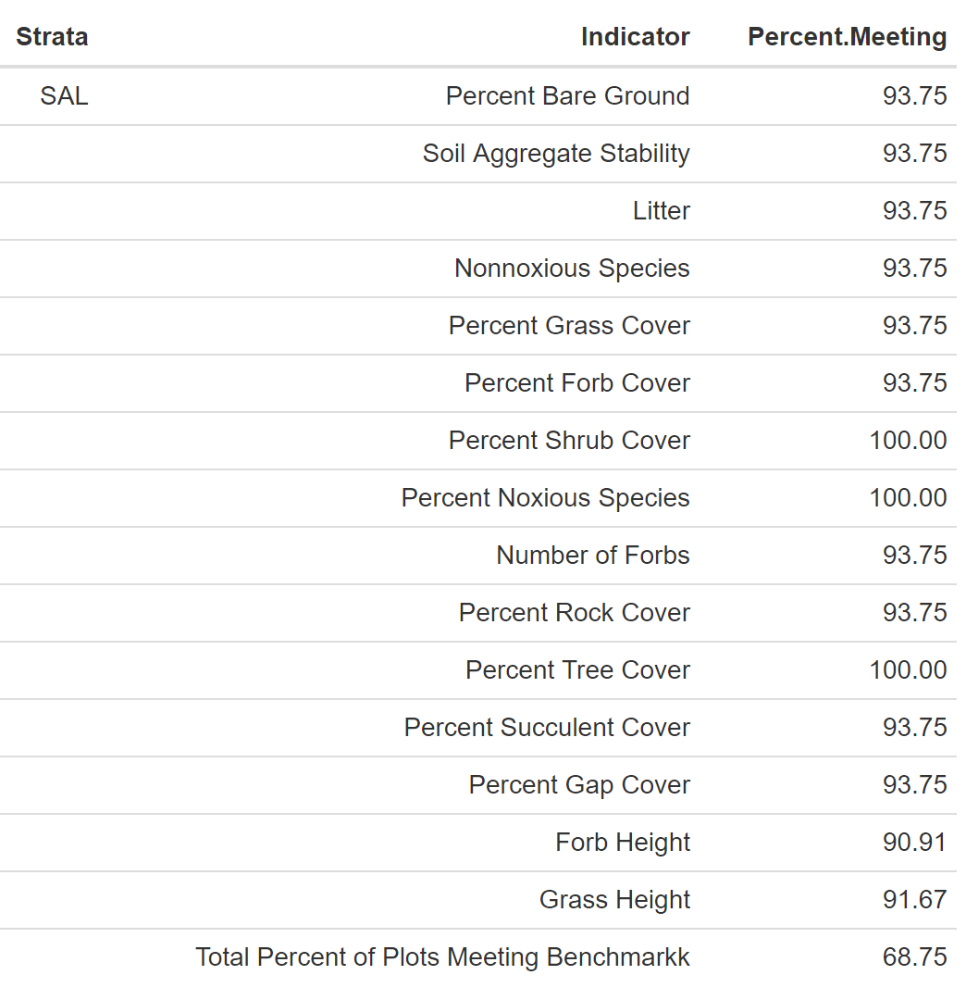 Strata Indicator Percent.Meeting
SAL Percent Bare Ground 93.75
Soil Aggregate Stability 93.75
Litter 93.75
Nonnoxious Species 93.75
Percent Grass Cover 93.75
Percent Forb Cover 93.75
Percent Shrub Cover 100.00
Percent Noxious Species 100.00
Number of Forbs 93.75
Percent Rock Cover 93.75
Percent Tree Cover 100.00
Percent Succulent Cover 93.75
Percent Gap Cover 93.75
Forb Height 90.91
Grass Height 91.67
Total Percent of Plots Meeting Benchmarkk 68.75